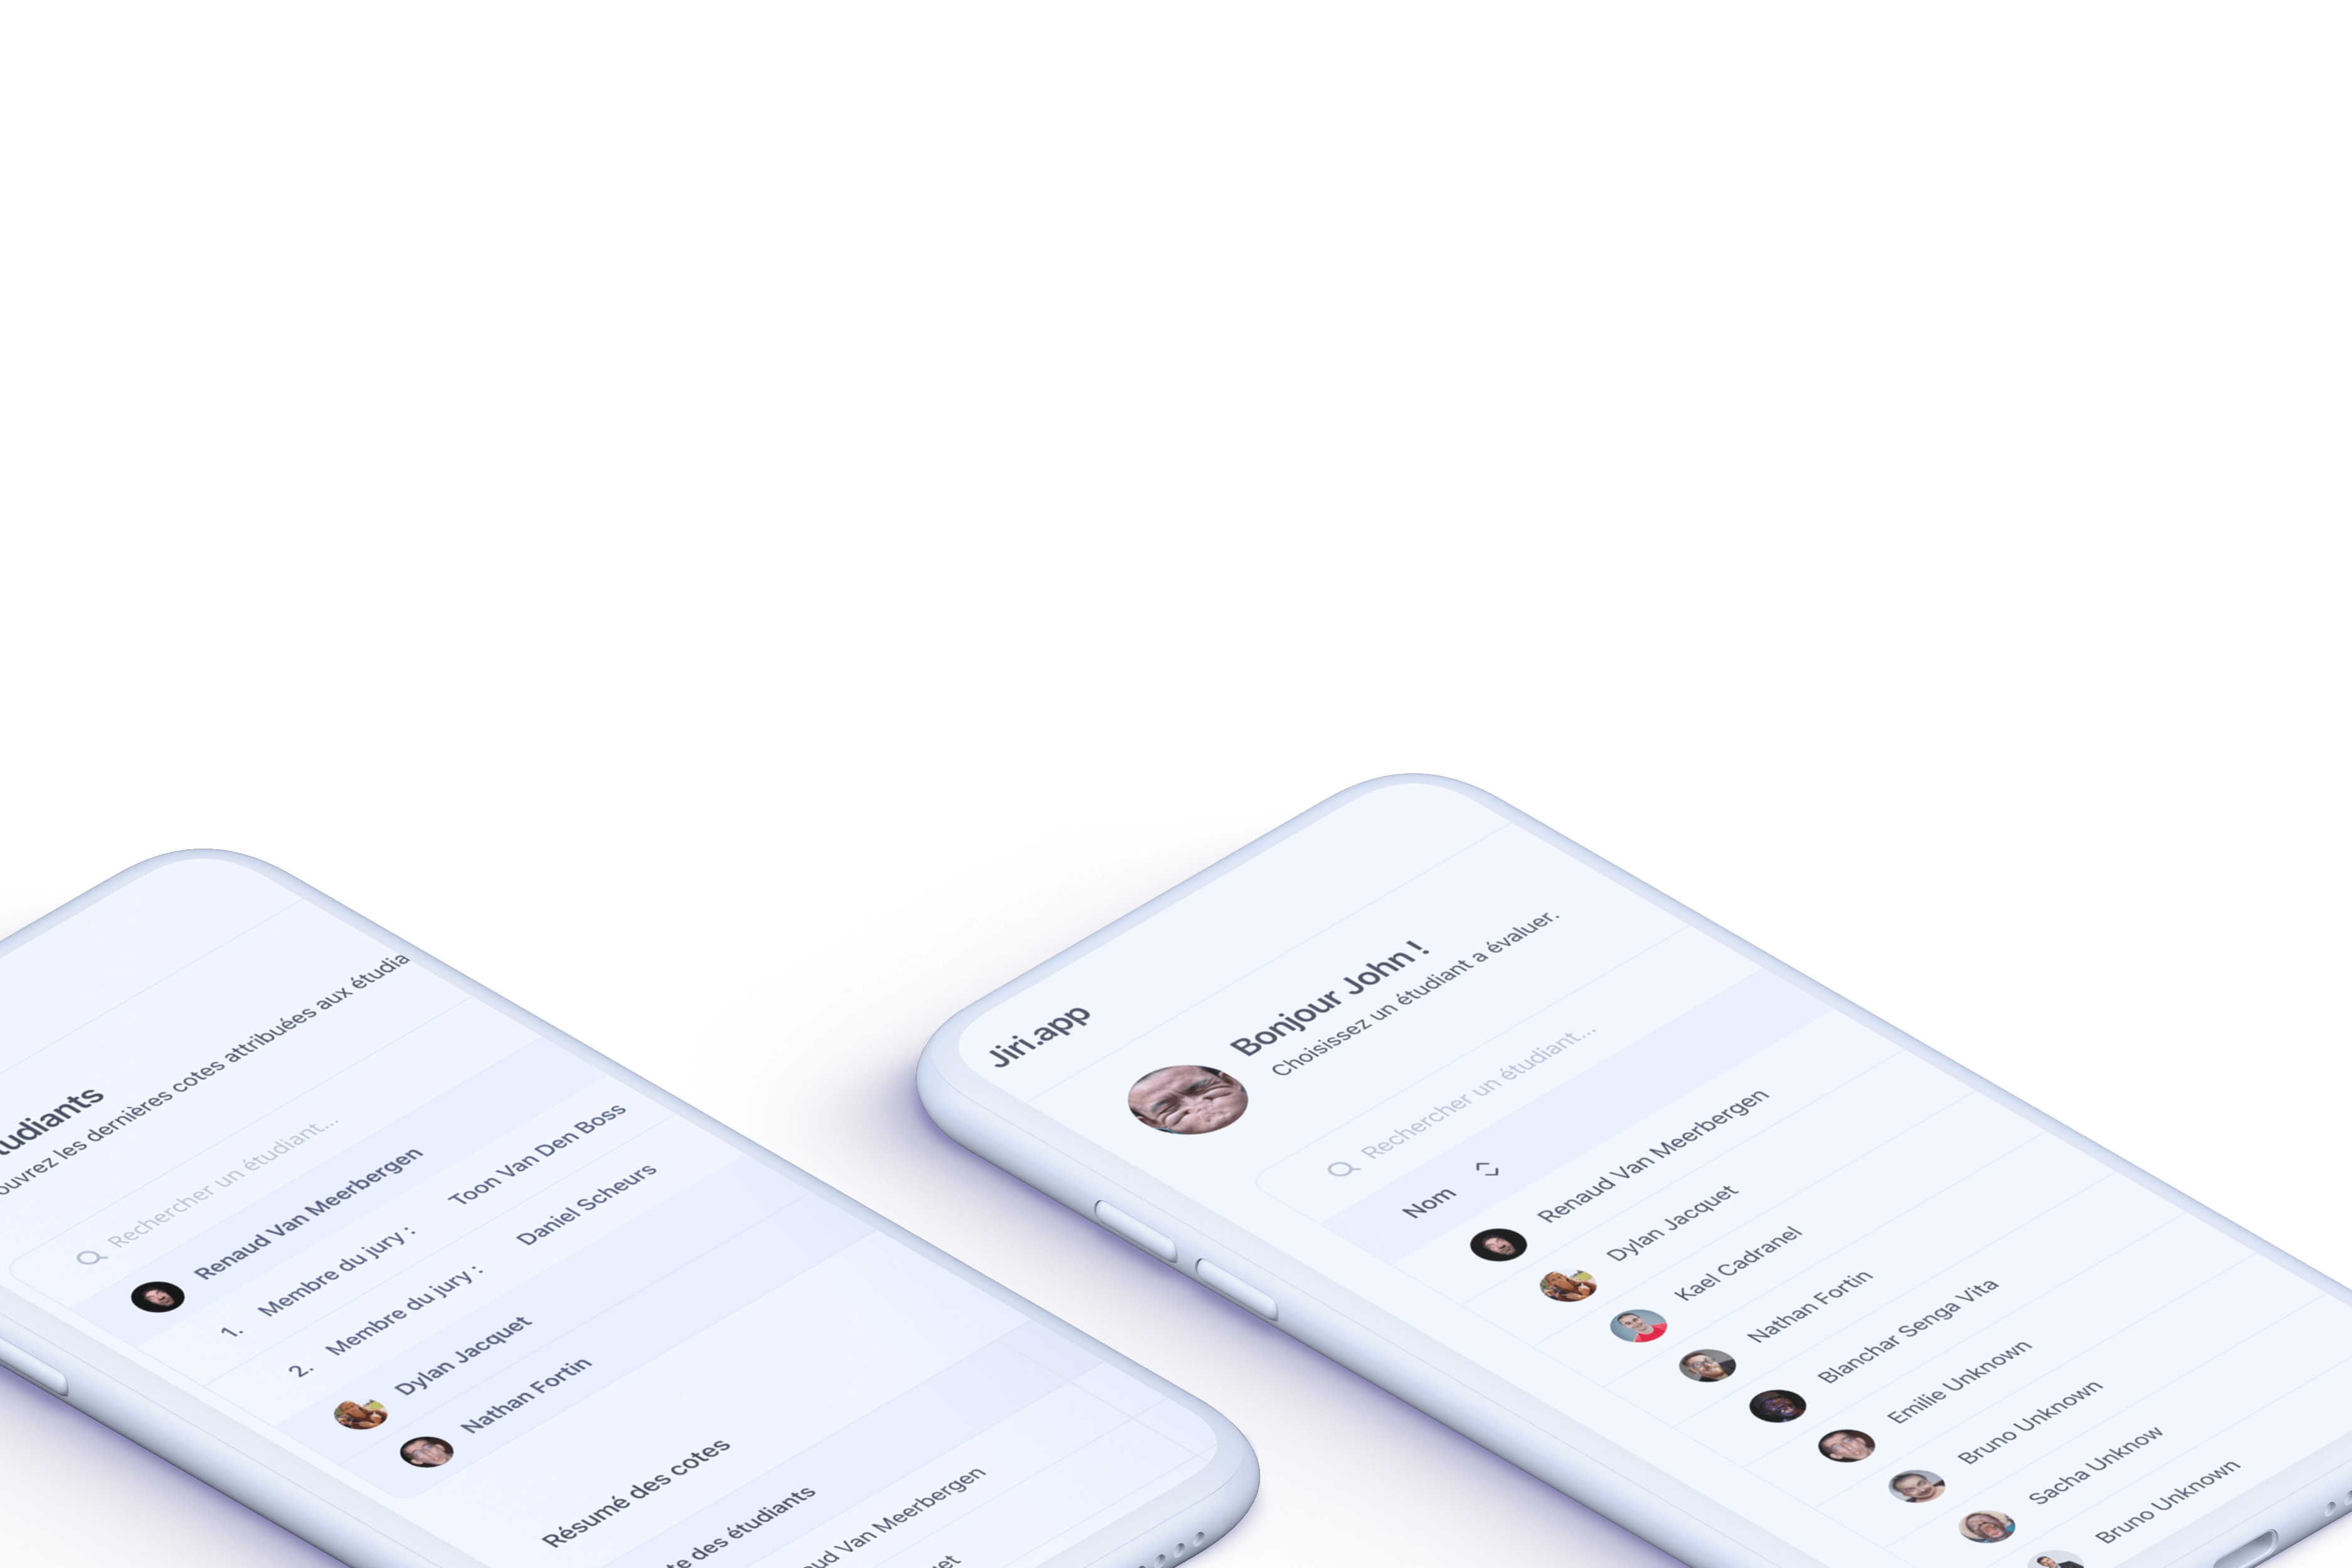 tudiants
ouvrez les dernières cotes attribuées aux étudia
Rechercher un étudiant...
Renaud Van Meerbergen
1. Membre du jury : Toon Van Den Boss
2. Membre du jury : Daniel Scheurs
Dylan Jacquet
Nathan Fortin
Résumé des cotes
te des étudiants
aud Van Meerbergen
et
Jiri.app
Bonjour John !
Choisissez un étudiant a évaluer.
Rechercher un étudiant...
Nom
Renaud Van Meerbergen
Dylan Jacquet
Kael Cadranel
Nathan Fortin
Blanchar Senga Vita
Emilie Unknown
Bruno Unknown
Sacha Unknow
Bruno Unknown